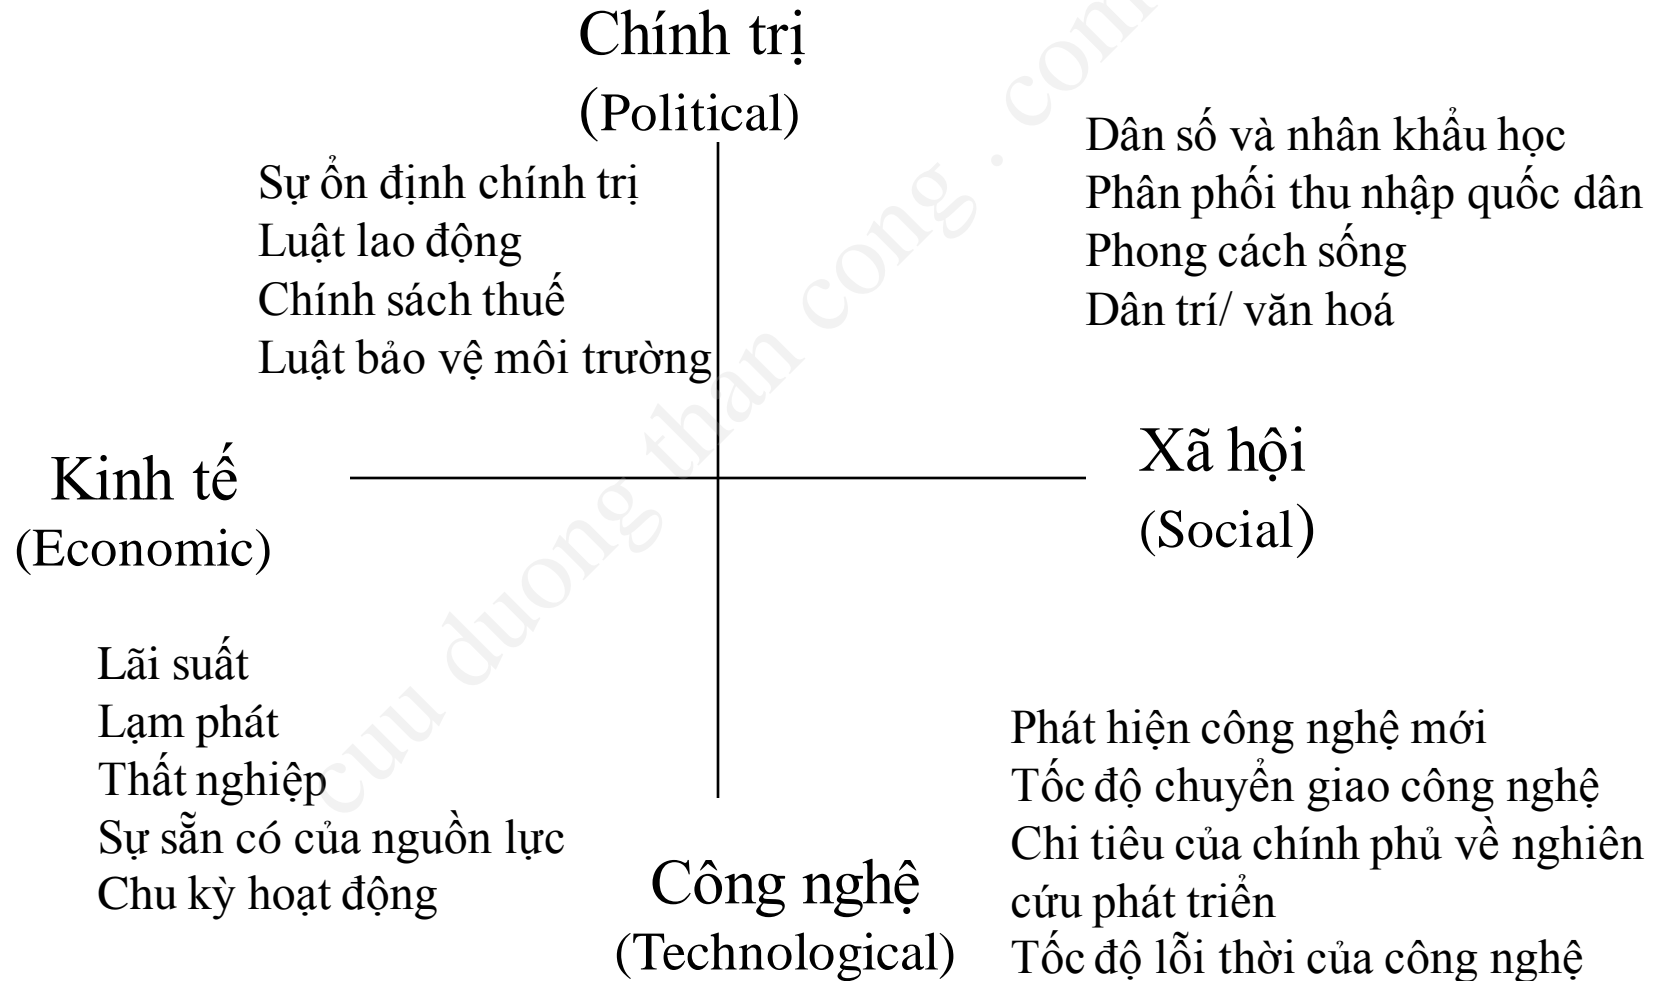 Chính trị
(Political)
Sự ổn định chính trị
Luật lao động
Chính sách thuế
Luật bảo vệ môi trường
Dân số và nhân khẩu học
Phân phối thu nhập quốc dân
Phong cách sống
Dân trí/ văn hoá
Kinh tế
(Economic)
Xã hội
(Social)
Lãi suất
Lạm phát
Thất nghiệp
Sự sẵn có của nguồn lực
Chu kỳ hoạt động
Công nghệ
(Technological)
Phát hiện công nghệ mới
Tốc độ chuyển giao công nghệ
Chi tiêu của chính phủ về nghiên
cứu phát triển
Tốc độ lỗi thời của công nghệ
cuu duong than cong . com